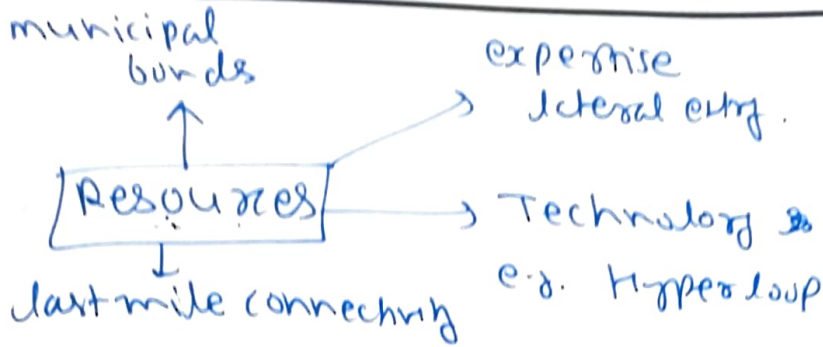 municipal
bonds
expertise
lateral entry.
Resources
Technology
e.g. Hyperloop
last mile connectivity